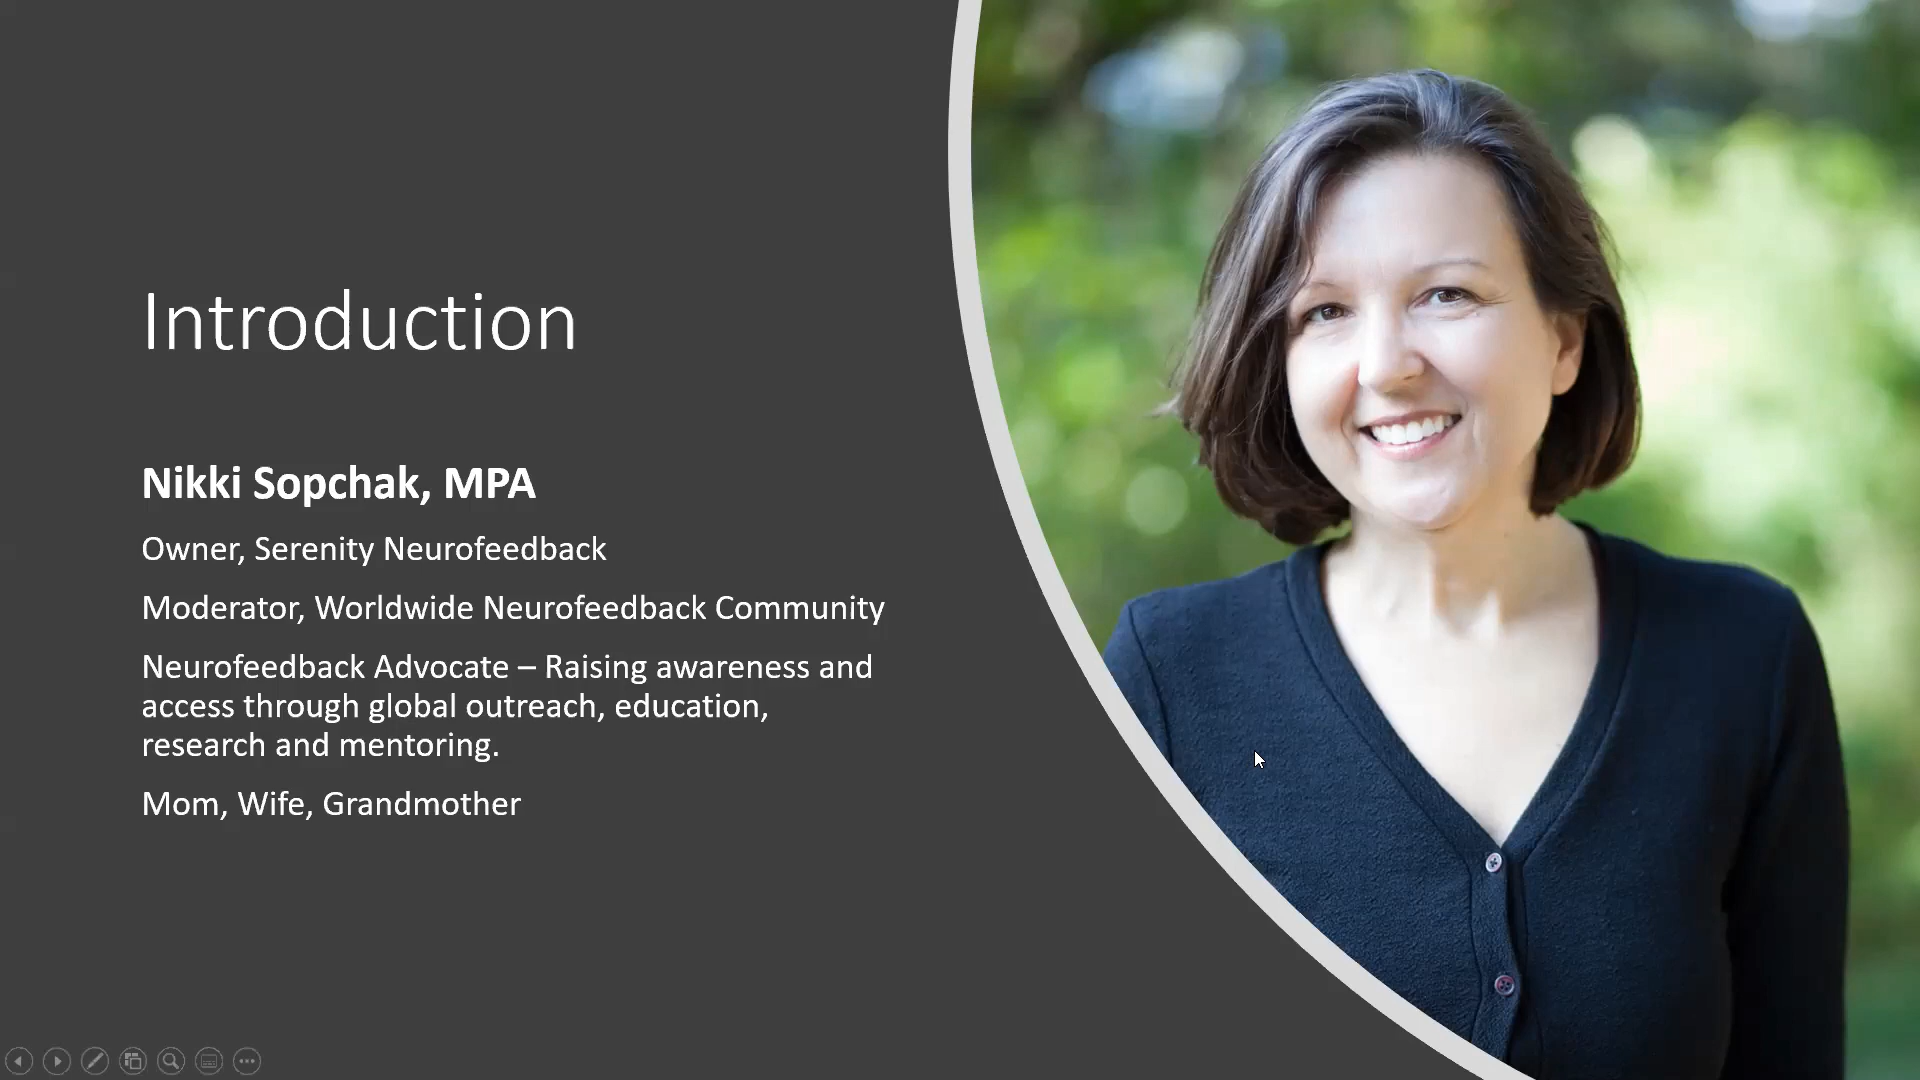 Introduction
Nikki Sopchak, MPA
Owner, Serenity Neurofeedback
Moderator, Worldwide Neurofeedback Community
Neurofeedback Advocate – Raising awareness and
access through global outreach, education,
research and mentoring.
Mom, Wife, Grandmother